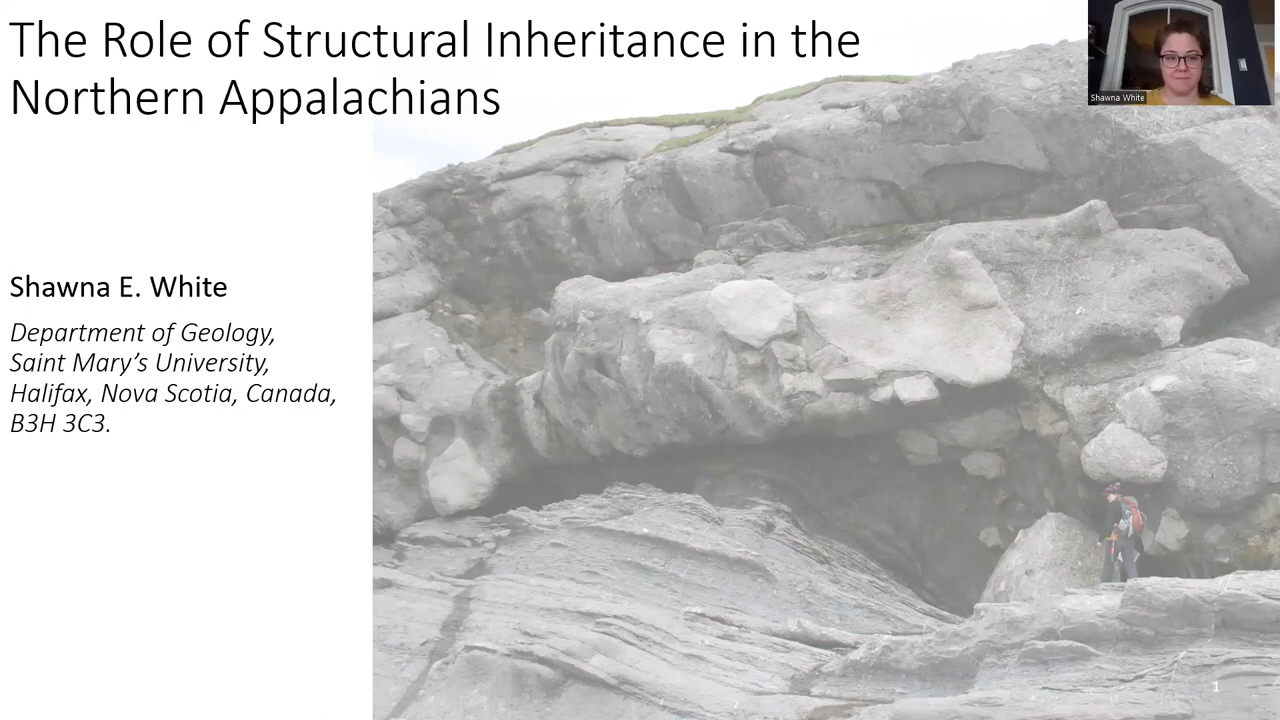 The Role of Structural Inheritance in the
Northern Appalachians
Shawna White
Shawna E. White
Department of Geology,
Saint Mary’s University,
Halifax, Nova Scotia, Canada,
B3H 3C3.
1